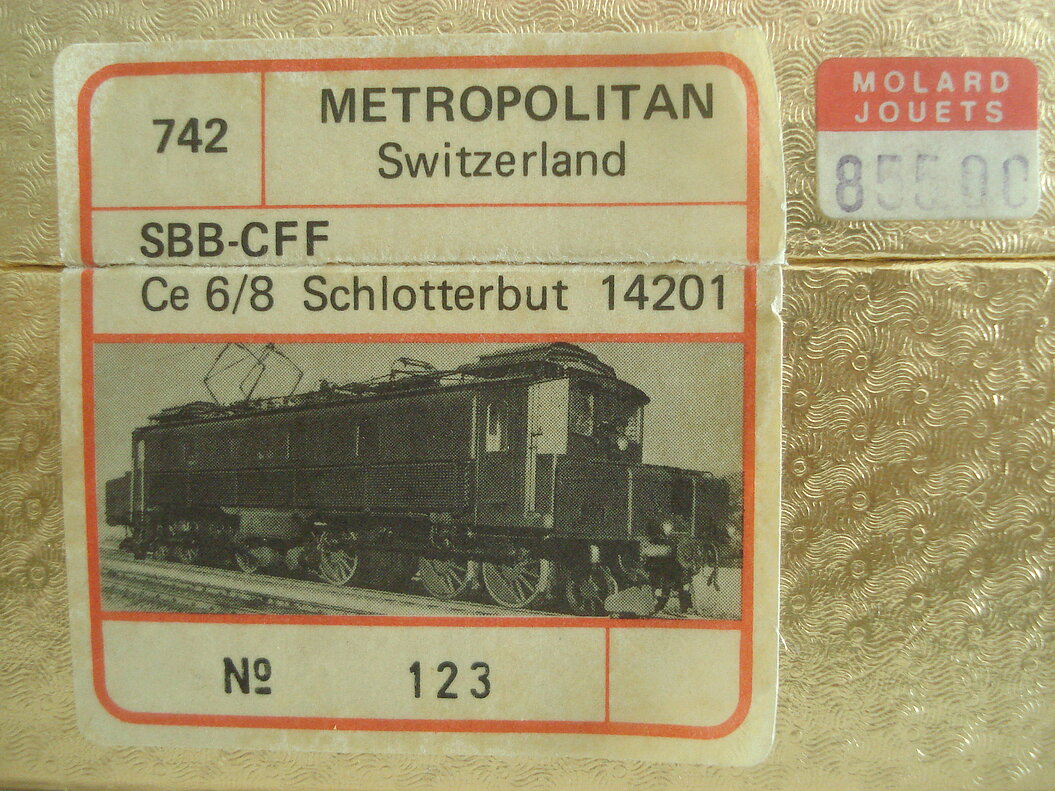 742
METROPOLITAN
Switzerland
SBB-CFF
Ce 6/8 Schlotterbut 14201
Nº 123
MOLARD
JOUETS
855.00